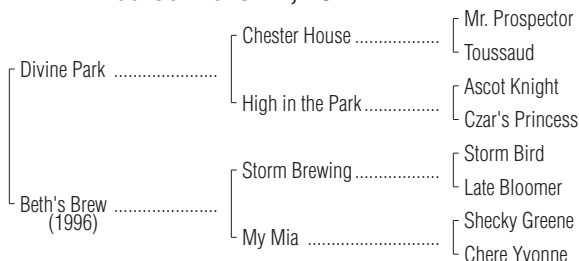 Mr. Prospector
Chester House ..................
Toussaud
Divine Park ......................
Ascot Knight
High in the Park ................
Czar's Princess
Storm Bird
Storm Brewing ..................
Late Bloomer
Beth's Brew ......................
(1996)
Shecky Greene
My Mia ............................
Chere Yvonne